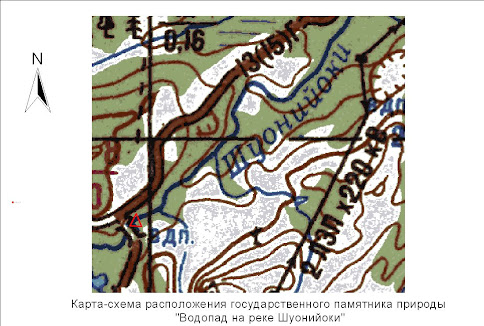 N
0,16
13(15)г.
Шуонийоки
вдп.
2 ЛЭП х 220 кв
вдп.
Карта-схема расположения государственного памятника природы
"Водопад на реке Шуонийоки"